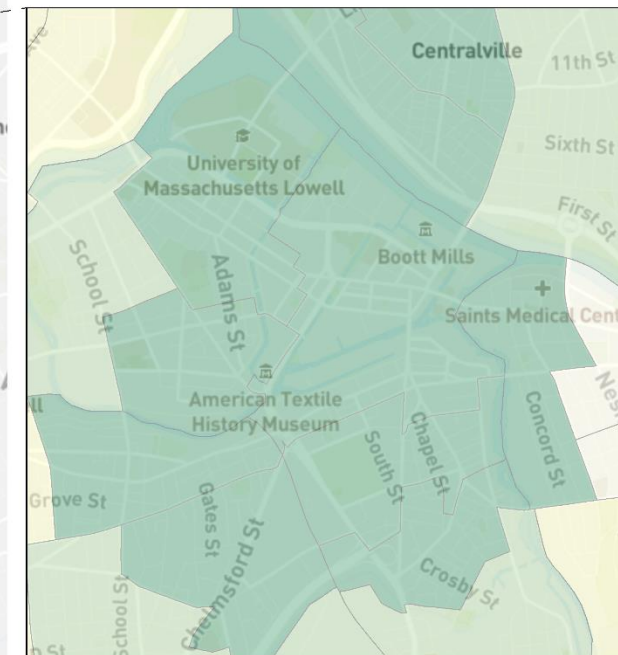 Ave
Centralville
11th St
University of
Massachusetts Lowell
Sixth St
First St
Boott Mills
School St
Adams St
Saints Medical Cent
American Textile
History Museum
ll
Concord St
Chapel St
South St
Grove St
Gates St
Chelmsford St
Crosby St
School St